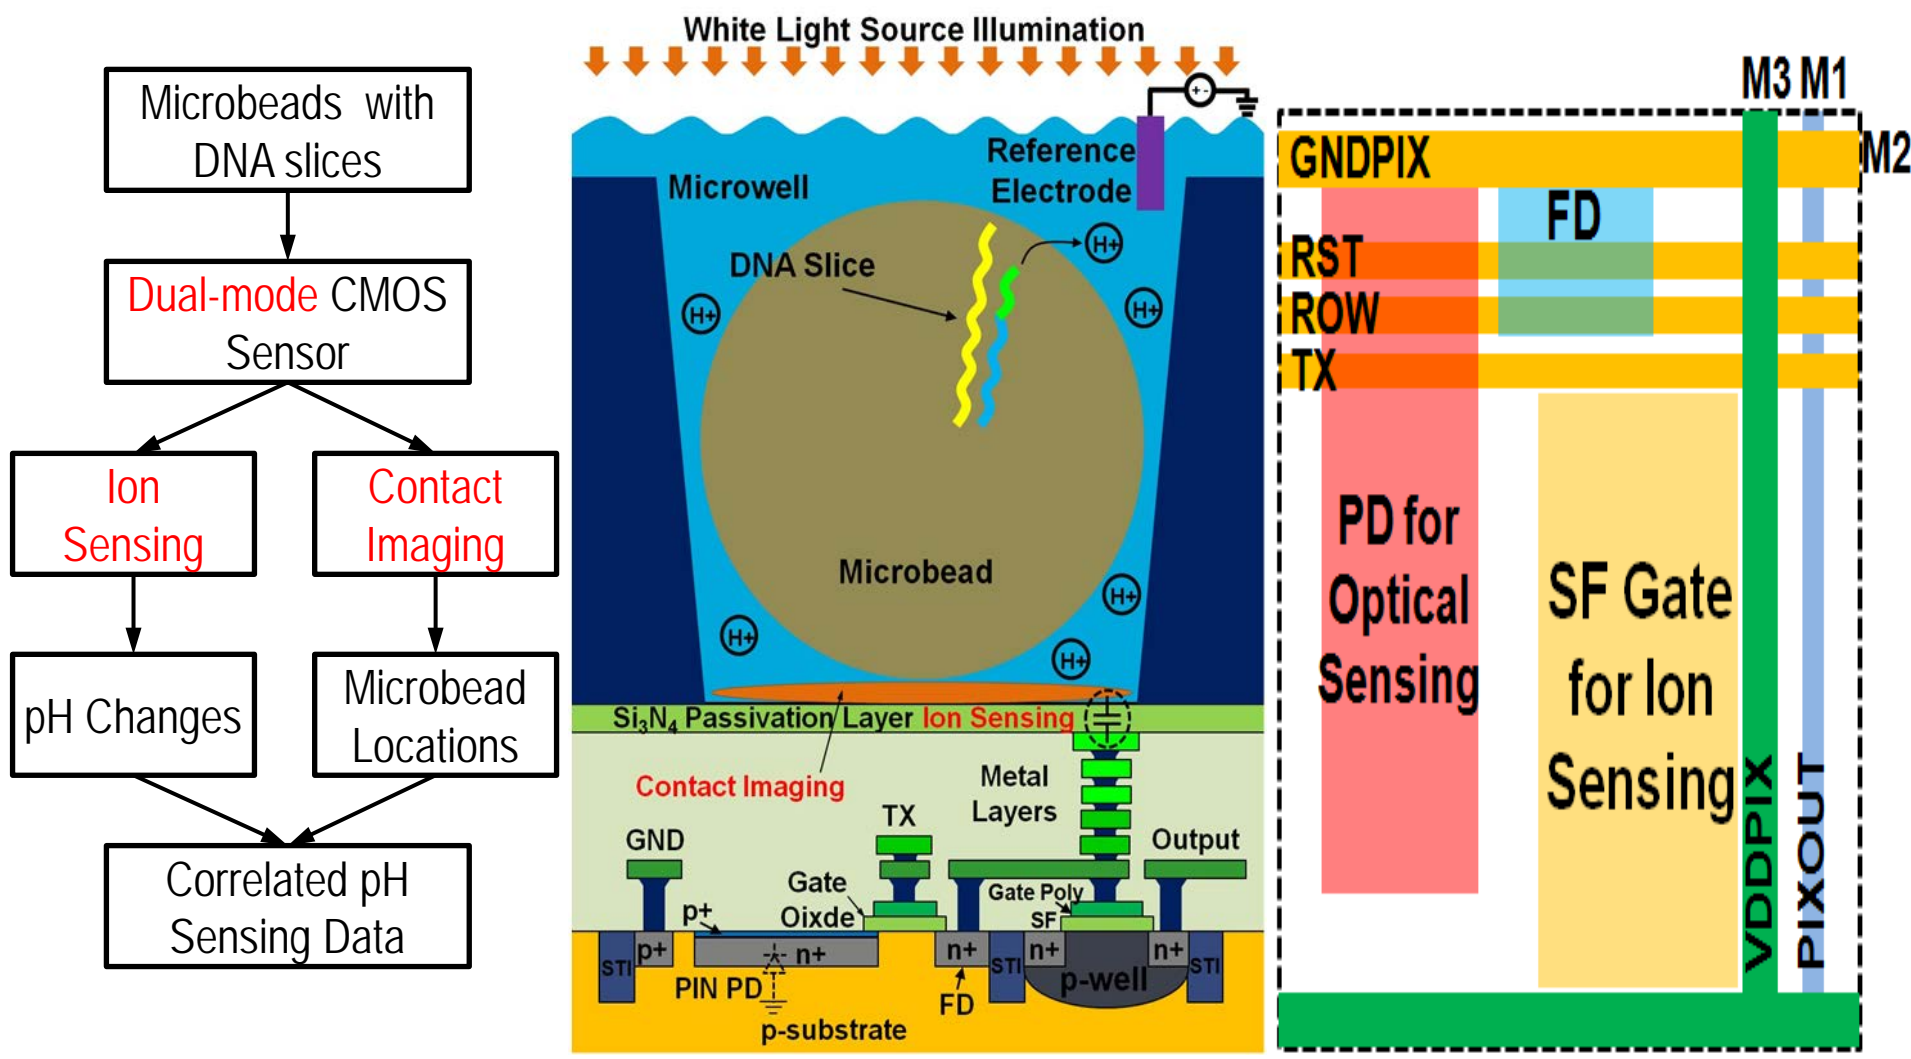 Microbeads with
DNA slices
Dual-mode CMOS
Sensor
Ion
Sensing
Contact
Imaging
pH Changes
Microbead
Locations
Correlated pH
Sensing Data
White Light Source Illumination
+ -
Reference
Electrode
Microwell
H+
DNA Slice
H+
H+
Microbead
H+
H+
H+
Si₃N₄ Passivation Layer Ion Sensing
Contact Imaging
Metal
Layers
TX
GND
Output
Gate
Oixde
Gate Poly
p+
SF
p+
n+
n+
n+
n+
STI
STI
STI
PIN PD
FD
p-well
p-substrate
M3 M1
GNDPIX
M2
FD
RST
ROW
TX
PD for
Optical
Sensing
SF Gate
for Ion
Sensing
VDDPIX
PIXOUT